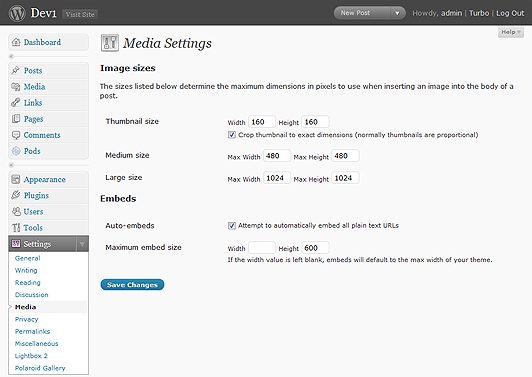 Dev1 Visit Site New Post Howdy, admin | Turbo | Log Out
Help
Dashboard
Posts
Media
Links
Pages
Comments
Pods
Appearance
Plugins
Users
Tools
Settings
General
Writing
Reading
Discussion
Media
Privacy
Permalinks
Miscellaneous
Lightbox 2
Polaroid Gallery
Media Settings
Image sizes
The sizes listed below determine the maximum dimensions in pixels to use when inserting an image into the body of a
post.
Thumbnail size Width 160 Height 160
Crop thumbnail to exact dimensions (normally thumbnails are proportional)
Medium size Max Width 480 Max Height 480
Large size Max Width 1024 Max Height 1024
Embeds
Auto-embeds Attempt to automatically embed all plain text URLs
Maximum embed size Width Height 600
If the width value is left blank, embeds will default to the max width of your theme.
Save Changes